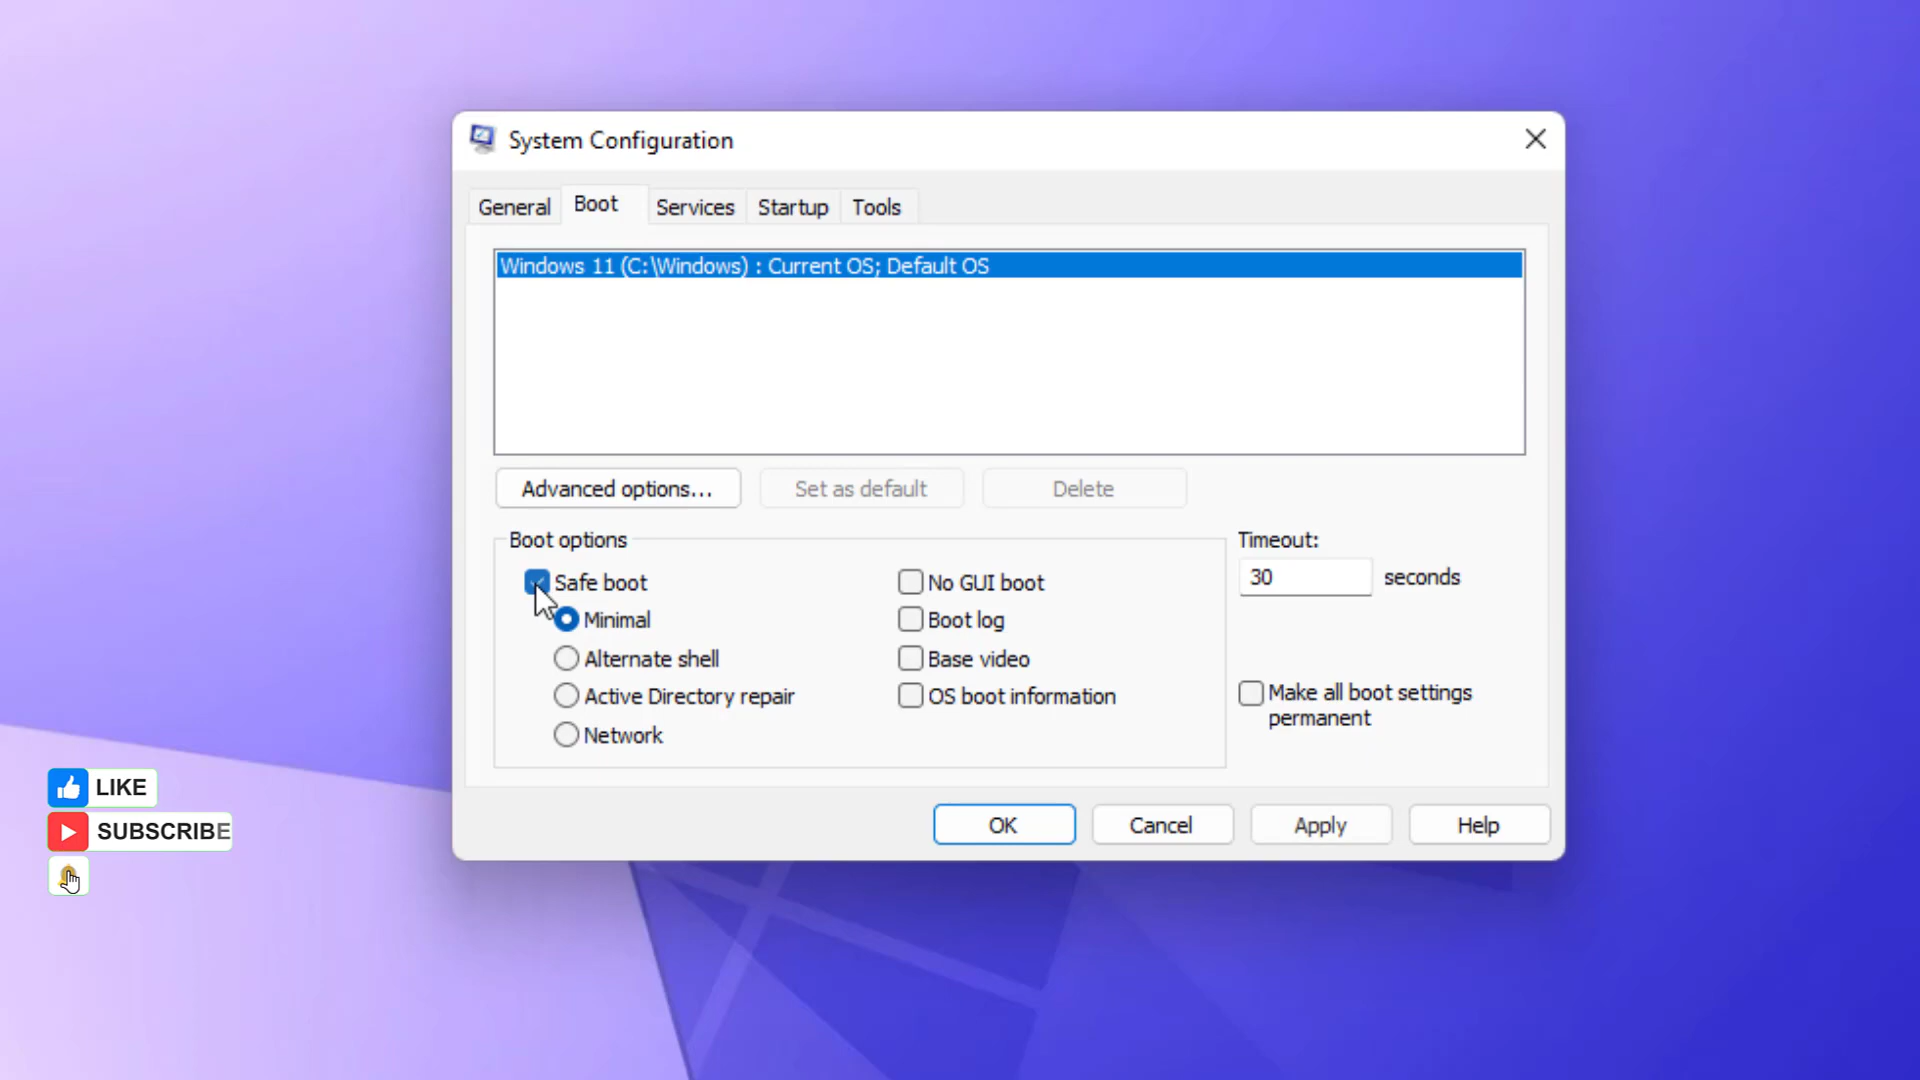 System Configuration
General Boot Services Startup Tools
Windows 11 (C:\Windows) : Current OS; Default OS
Advanced options... Set as default Delete
Boot options
Timeout:
Safe boot
No GUI boot
30 seconds
Minimal
Boot log
Alternate shell
Base video
Active Directory repair
OS boot information
Make all boot settings
permanent
Network
LIKE
SUBSCRIBE
OK Cancel Apply Help